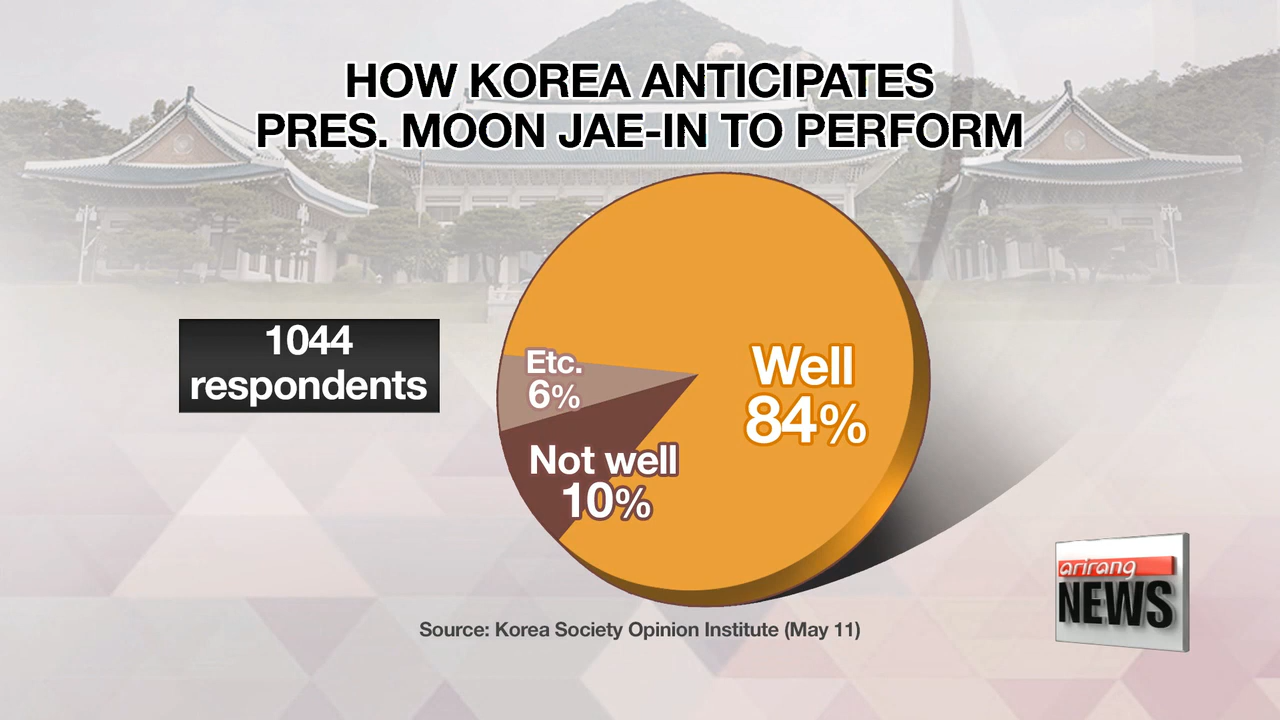 HOW KOREA ANTICIPATES
PRES. MOON JAE-IN TO PERFORM
1044
respondents
Etc.
6%
Well
84%
Not well
10%
Source: Korea Society Opinion Institute (May 11)
arirang
NEWS